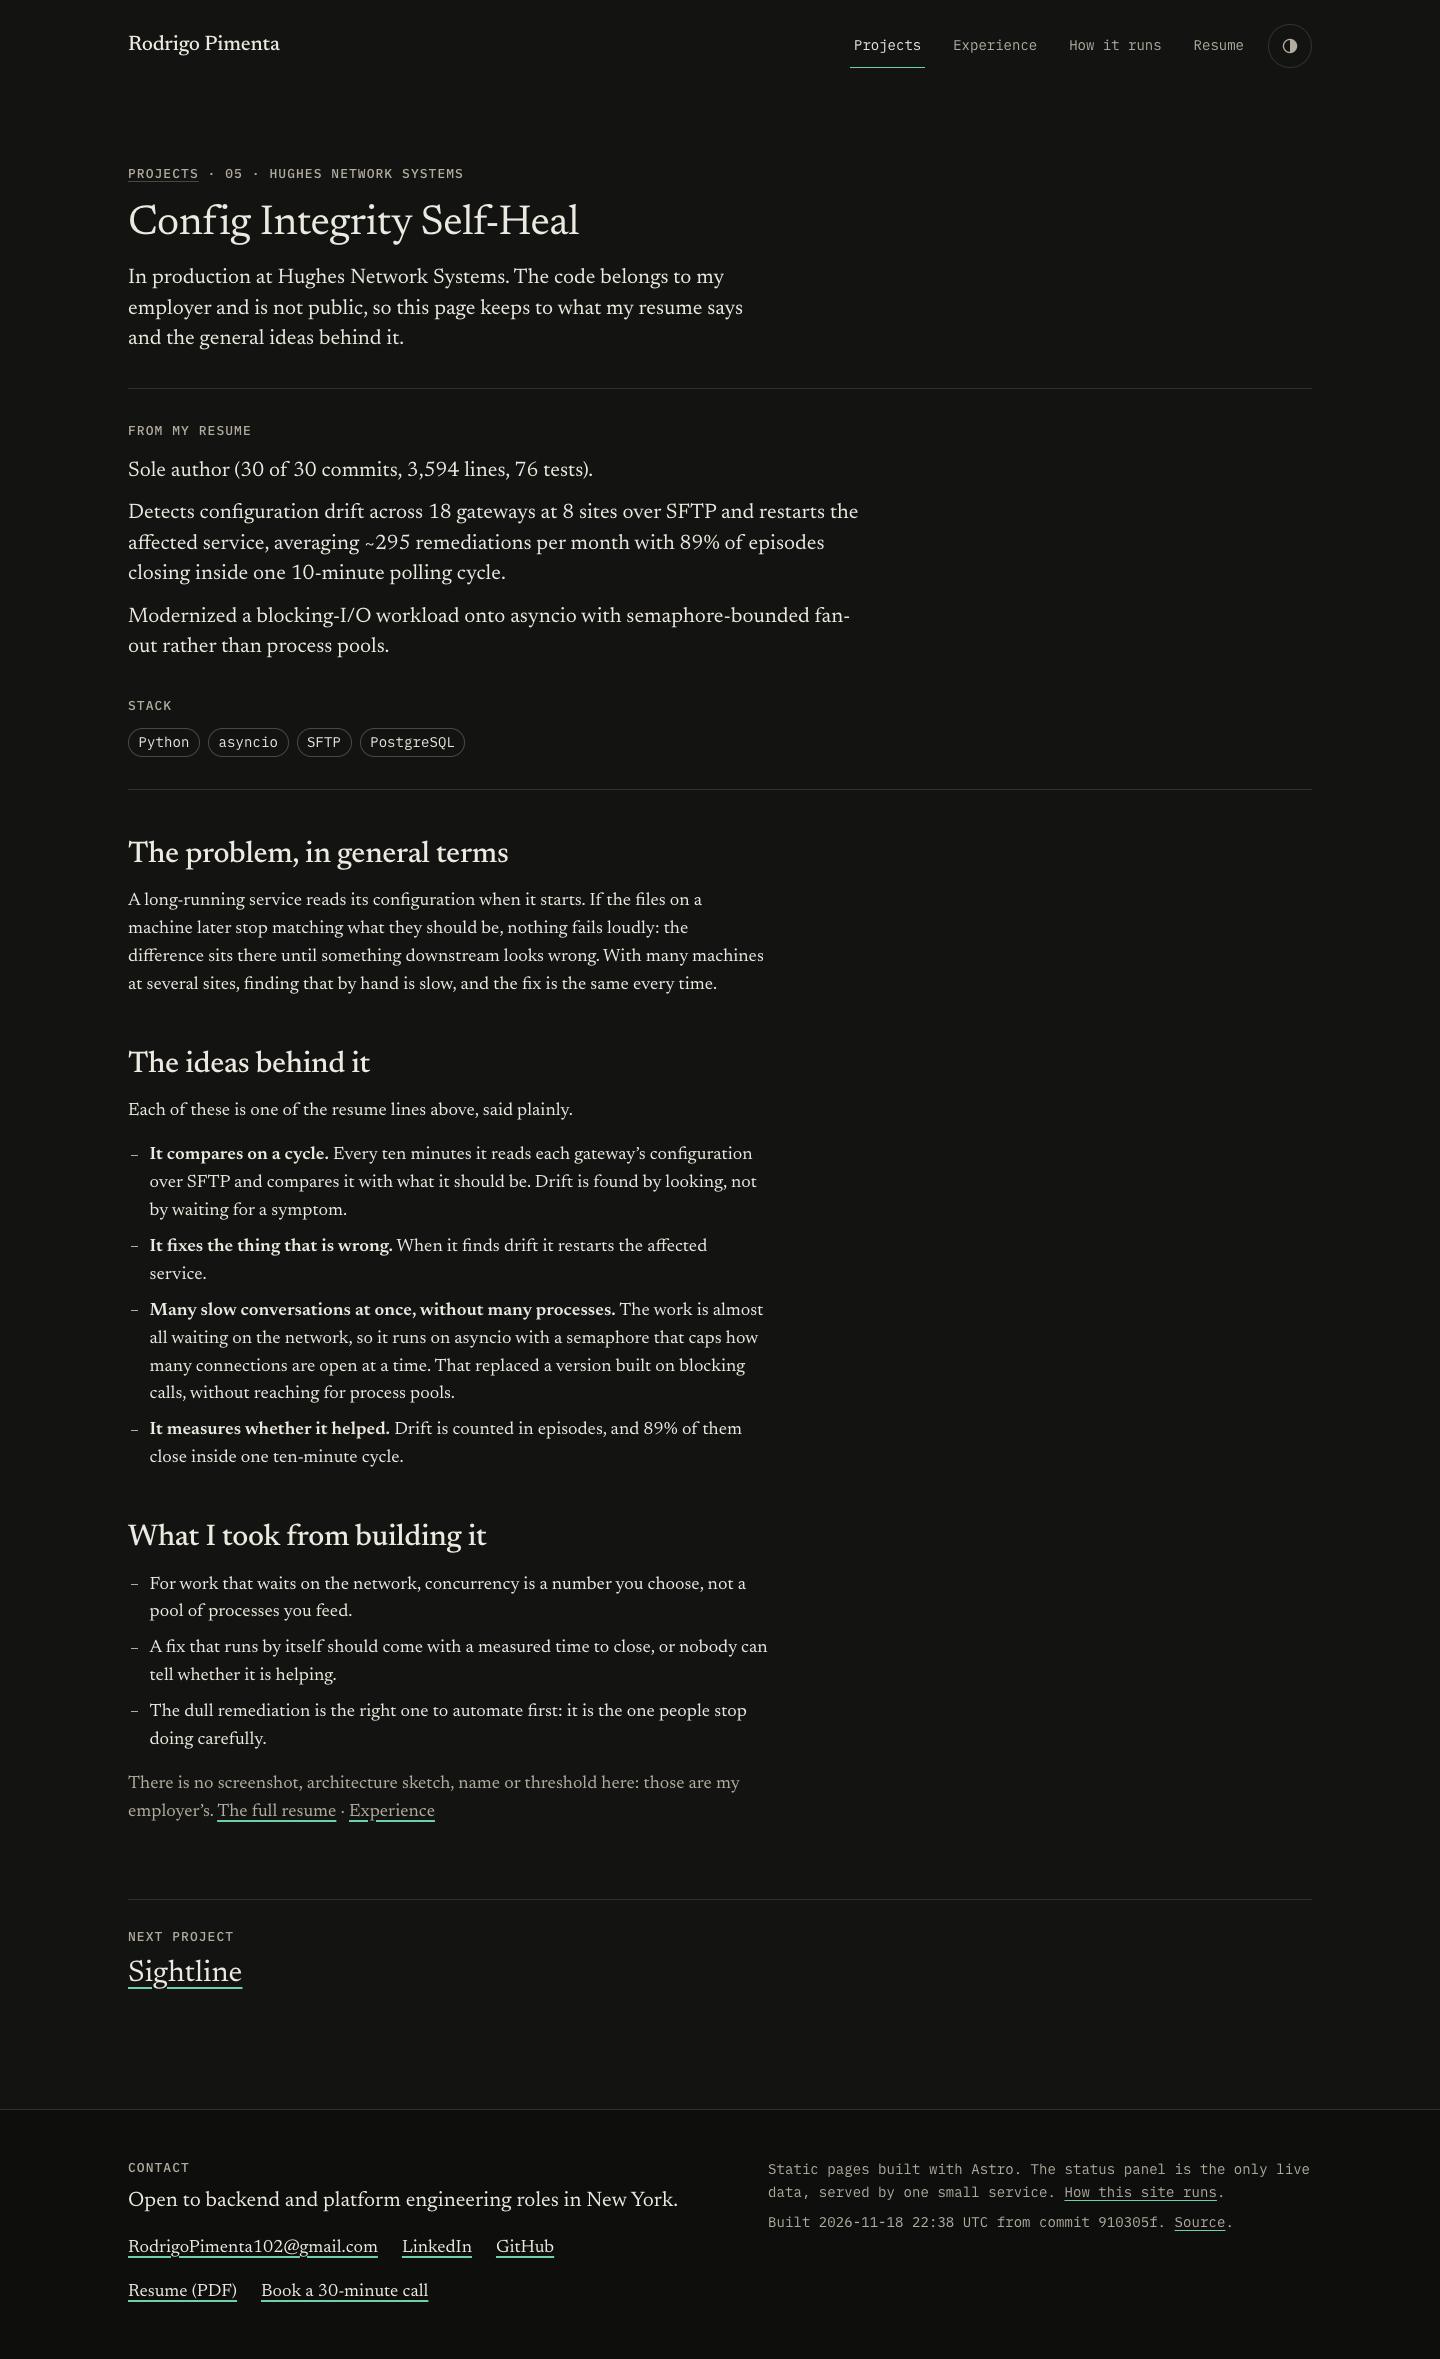 Rodrigo Pimenta
Projects Experience How it runs Resume
PROJECTS · 05 · HUGHES NETWORK SYSTEMS
Config Integrity Self-Heal
In production at Hughes Network Systems. The code belongs to my
employer and is not public, so this page keeps to what my resume says
and the general ideas behind it.
FROM MY RESUME
Sole author (30 of 30 commits, 3,594 lines, 76 tests).
Detects configuration drift across 18 gateways at 8 sites over SFTP and restarts the
affected service, averaging ~295 remediations per month with 89% of episodes
closing inside one 10-minute polling cycle.
Modernized a blocking-I/O workload onto asyncio with semaphore-bounded fan-
out rather than process pools.
STACK
Python asyncio SFTP PostgreSQL
The problem, in general terms
A long-running service reads its configuration when it starts. If the files on a
machine later stop matching what they should be, nothing fails loudly: the
difference sits there until something downstream looks wrong. With many machines
at several sites, finding that by hand is slow, and the fix is the same every time.
The ideas behind it
Each of these is one of the resume lines above, said plainly.
– It compares on a cycle. Every ten minutes it reads each gateway’s configuration
over SFTP and compares it with what it should be. Drift is found by looking, not
by waiting for a symptom.
– It fixes the thing that is wrong. When it finds drift it restarts the affected
service.
– Many slow conversations at once, without many processes. The work is almost
all waiting on the network, so it runs on asyncio with a semaphore that caps how
many connections are open at a time. That replaced a version built on blocking
calls, without reaching for process pools.
– It measures whether it helped. Drift is counted in episodes, and 89% of them
close inside one ten-minute cycle.
What I took from building it
– For work that waits on the network, concurrency is a number you choose, not a
pool of processes you feed.
– A fix that runs by itself should come with a measured time to close, or nobody can
tell whether it is helping.
– The dull remediation is the right one to automate first: it is the one people stop
doing carefully.
There is no screenshot, architecture sketch, name or threshold here: those are my
employer’s. The full resume · Experience
NEXT PROJECT
Sightline
CONTACT
Open to backend and platform engineering roles in New York.
RodrigoPimenta102@gmail.com LinkedIn GitHub
Resume (PDF) Book a 30-minute call
Static pages built with Astro. The status panel is the only live
data, served by one small service. How this site runs.
Built 2026-11-18 22:38 UTC from commit 910305f. Source.